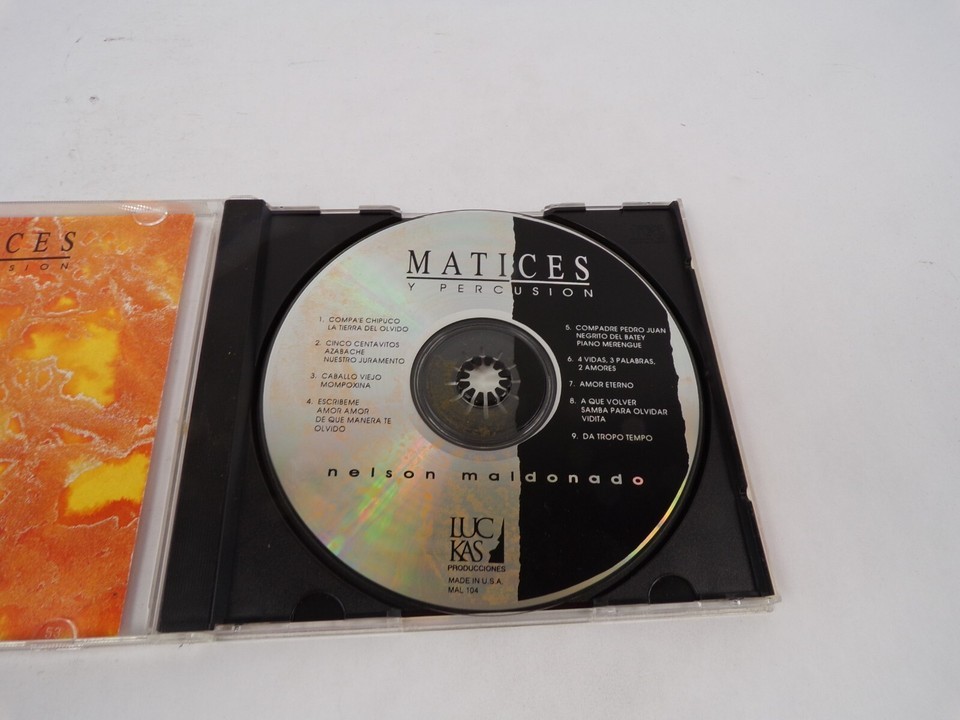 CES
SION
MATICES
Y PERCUSION
1. COMPA'E CHIPUCO
LA TIERRA DEL OLVIDO
2. CINCO CENTAVITOS
AZABACHE
NUESTRO JURAMENTO
3. CABALLO VIEJO
MOMPOXINA
4. ESCRIBEME
AMOR AMOR
DE QUE MANERA TE
OLVIDO
5. COMPADRE PEDRO JUAN
NEGRITO DEL BATEY
PIANO MERENGUE
6. 4 VIDAS, 3 PALABRAS,
2 AMORES
7. AMOR ETERNO
8. A QUE VOLVER
SAMBA PARA OLVIDAR
VIDITA
9. DA TROPO TEMPO
nelson maldonado
LUC
KAS
PRODUCCIONES
MADE IN U.S.A.
MAL 104
53